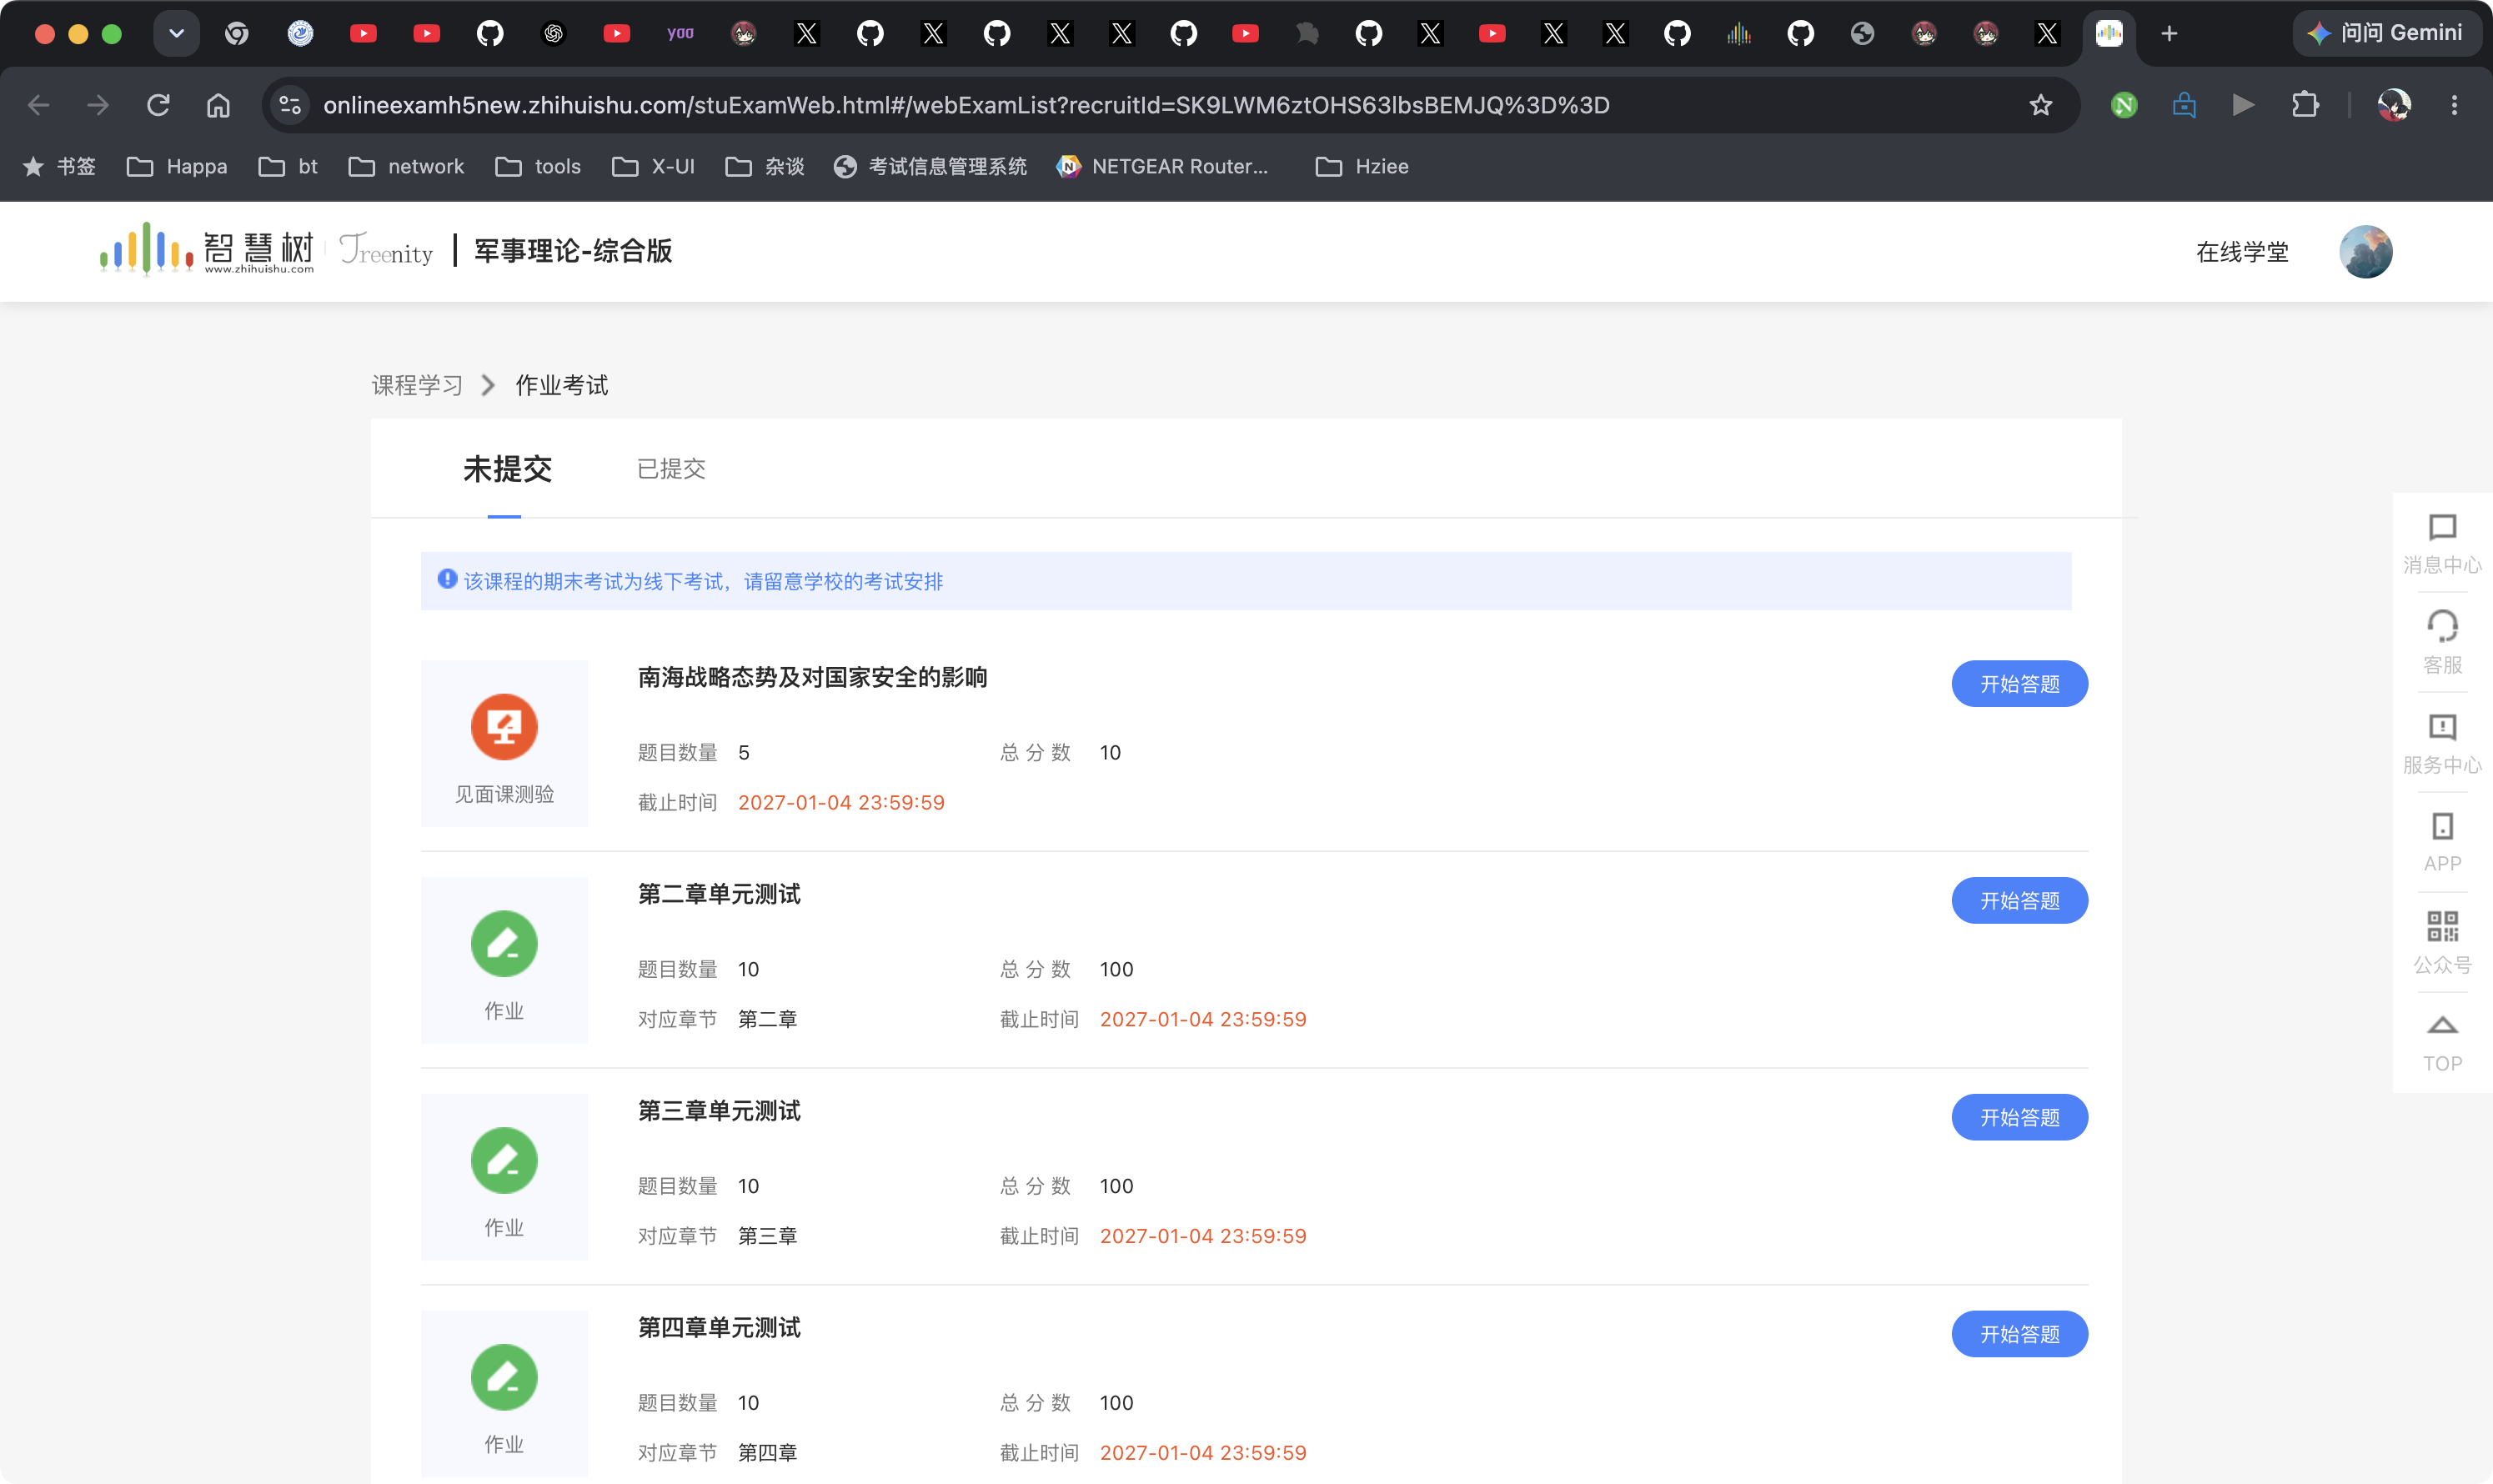 yoo
问问 Gemini
onlineexamh5new.zhihuishu.com/stuExamWeb.html#/webExamList?recruitId=SK9LWM6ztOHS63lbsBEMJQ%3D%3D
书签 Happa bt network tools X-UI 杂谈 考试信息管理系统 NETGEAR Router... Hziee
智慧树 www.zhihuishu.com Treenity 军事理论-综合版 在线学堂
课程学习 作业考试
未提交 已提交
该课程的期末考试为线下考试，请留意学校的考试安排
南海战略态势及对国家安全的影响 开始答题
题目数量 5 总分数 10
见面课测验
截止时间 2027-01-04 23:59:59
第二章单元测试 开始答题
题目数量 10 总分数 100
作业
对应章节 第二章 截止时间 2027-01-04 23:59:59
第三章单元测试 开始答题
题目数量 10 总分数 100
作业
对应章节 第三章 截止时间 2027-01-04 23:59:59
第四章单元测试 开始答题
题目数量 10 总分数 100
作业
对应章节 第四章 截止时间 2027-01-04 23:59:59
消息中心
客服
服务中心
APP
公众号
TOP